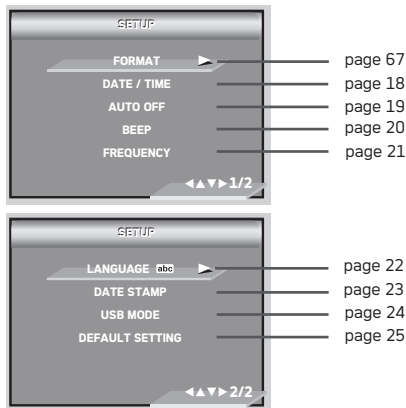 SETUP
FORMAT page 67
DATE / TIME page 18
AUTO OFF page 19
BEEP page 20
FREQUENCY page 21
◀▲▼▶1/2
SETUP
LANGUAGE abc page 22
DATE STAMP page 23
USB MODE page 24
DEFAULT SETTING page 25
◀▲▼▶2/2